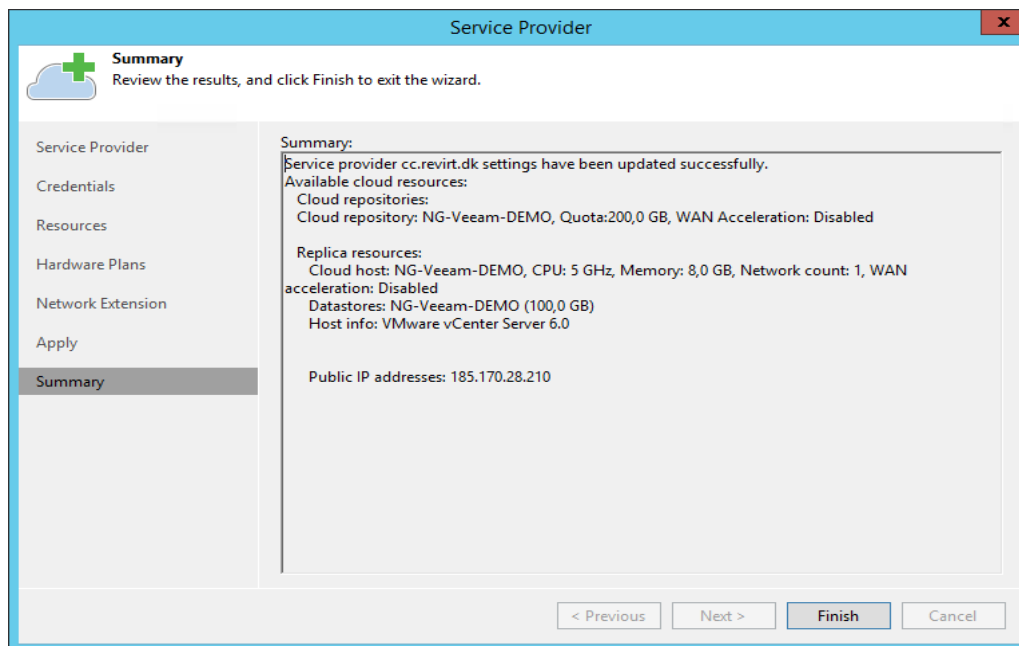 Service Provider
x
Summary
Review the results, and click Finish to exit the wizard.
Service Provider
Credentials
Resources
Hardware Plans
Network Extension
Apply
Summary
Summary:
Service provider cc.revirt.dk settings have been updated successfully.
Available cloud resources:
Cloud repositories:
Cloud repository: NG-Veeam-DEMO, Quota:200,0 GB, WAN Acceleration: Disabled
Replica resources:
Cloud host: NG-Veeam-DEMO, CPU: 5 GHz, Memory: 8,0 GB, Network count: 1, WAN
acceleration: Disabled
Datastores: NG-Veeam-DEMO (100,0 GB)
Host info: VMware vCenter Server 6.0
Public IP addresses: 185.170.28.210
< Previous
Next >
Finish
Cancel